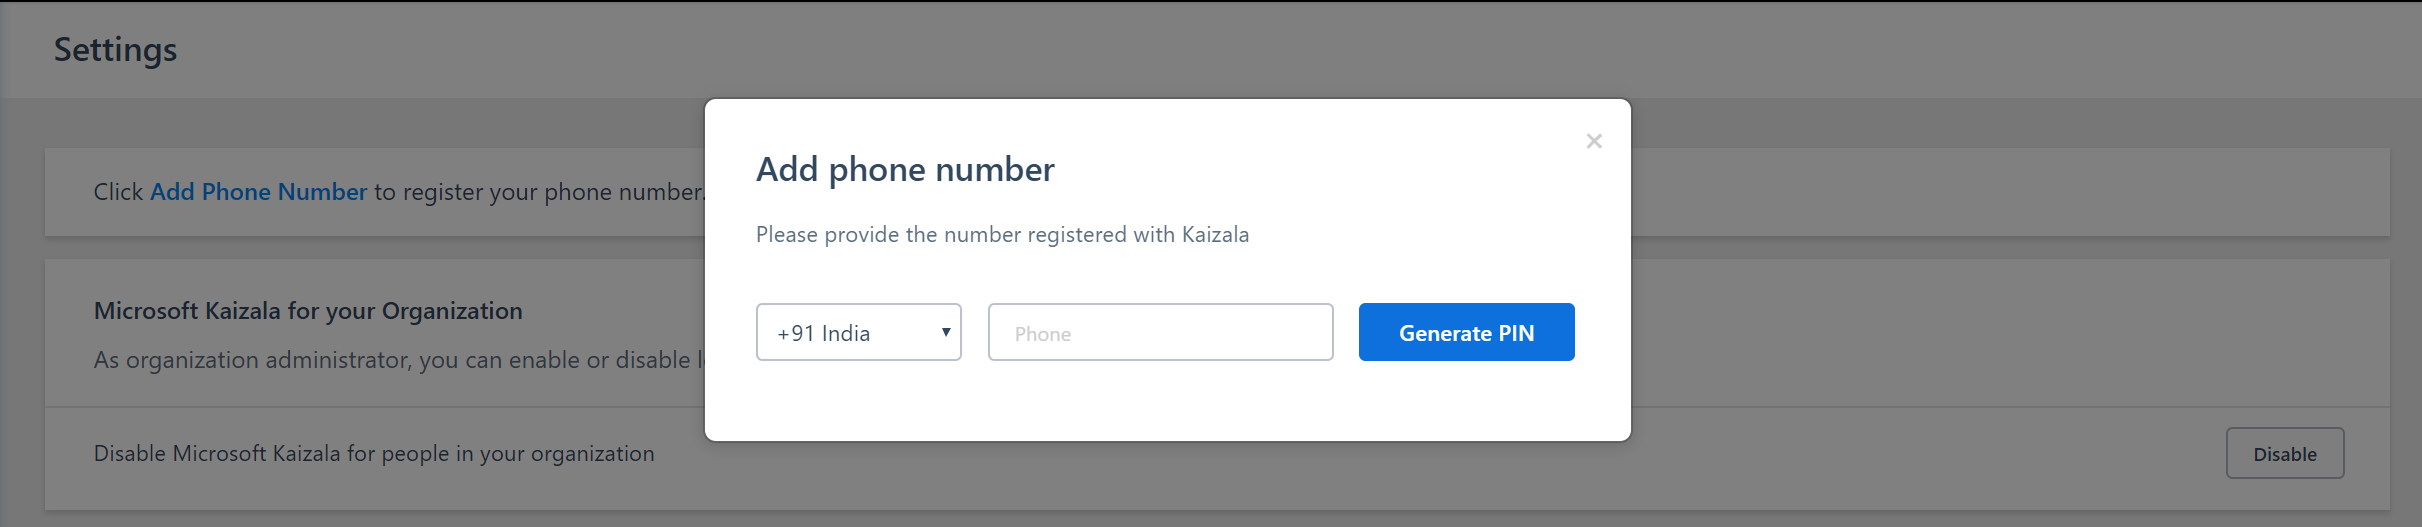 Settings
Click Add Phone Number to register your phone number.
Microsoft Kaizala for your Organization
As organization administrator, you can enable or disable
Disable Microsoft Kaizala for people in your organization
Disable
Add phone number
×
Please provide the number registered with Kaizala
+91 India
Phone
Generate PIN